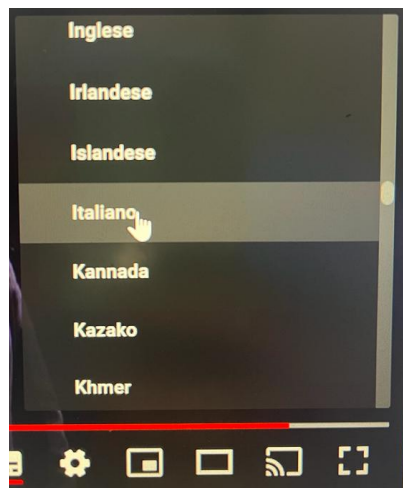 Inglese
Irlandese
Islandese
Italiano
Kannada
Kazako
Khmer